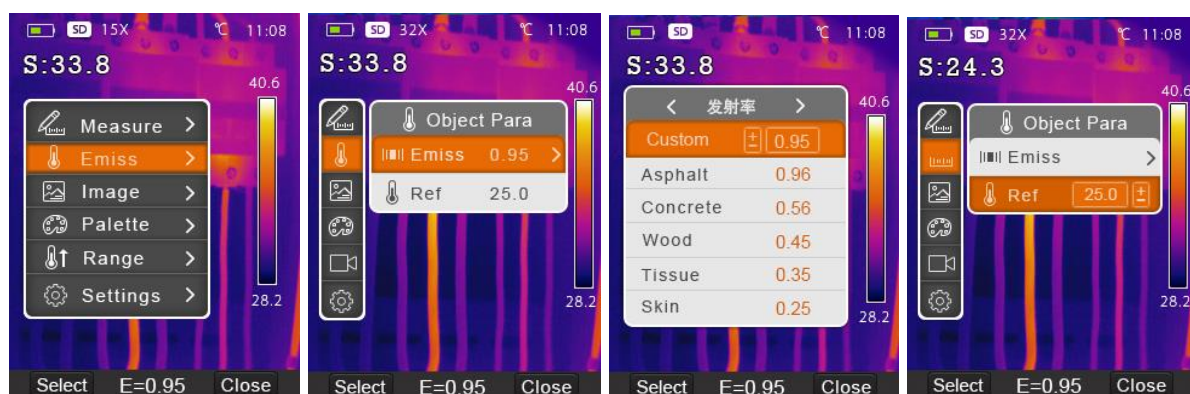 SD 15X ℃ 11:08
S:33.8
40.6
Measure >
Emiss >
Image >
Palette >
Range >
Settings >
28.2
Select E=0.95 Close
SD 32X ℃ 11:08
S:33.8
40.6
Object Para
Emiss 0.95 >
Ref 25.0
28.2
Select E=0.95 Close
SD ℃ 11:08
S:33.8
40.6
< 发射率 >
Custom ± 0.95
Asphalt 0.96
Concrete 0.56
Wood 0.45
Tissue 0.35
Skin 0.25
28.2
Select E=0.95 Close
SD 32X ℃ 11:08
S:24.3
40.6
Object Para
Emiss >
Ref 25.0 ±
28.2
Select E=0.95 Close